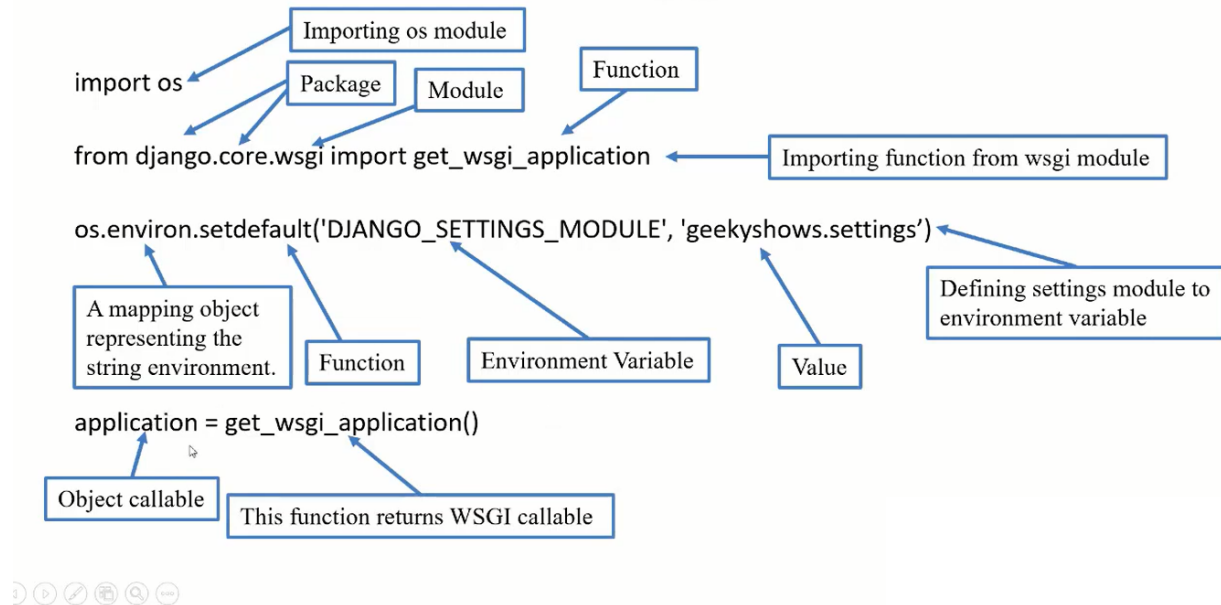 Importing os module
import os
Package
Module
Function
from django.core.wsgi import get_wsgi_application
Importing function from wsgi module
os.environ.setdefault('DJANGO_SETTINGS_MODULE', 'geekyshows.settings’)
A mapping object
representing the
string environment.
Function
Environment Variable
Value
Defining settings module to
environment variable
application = get_wsgi_application()
Object callable
This function returns WSGI callable